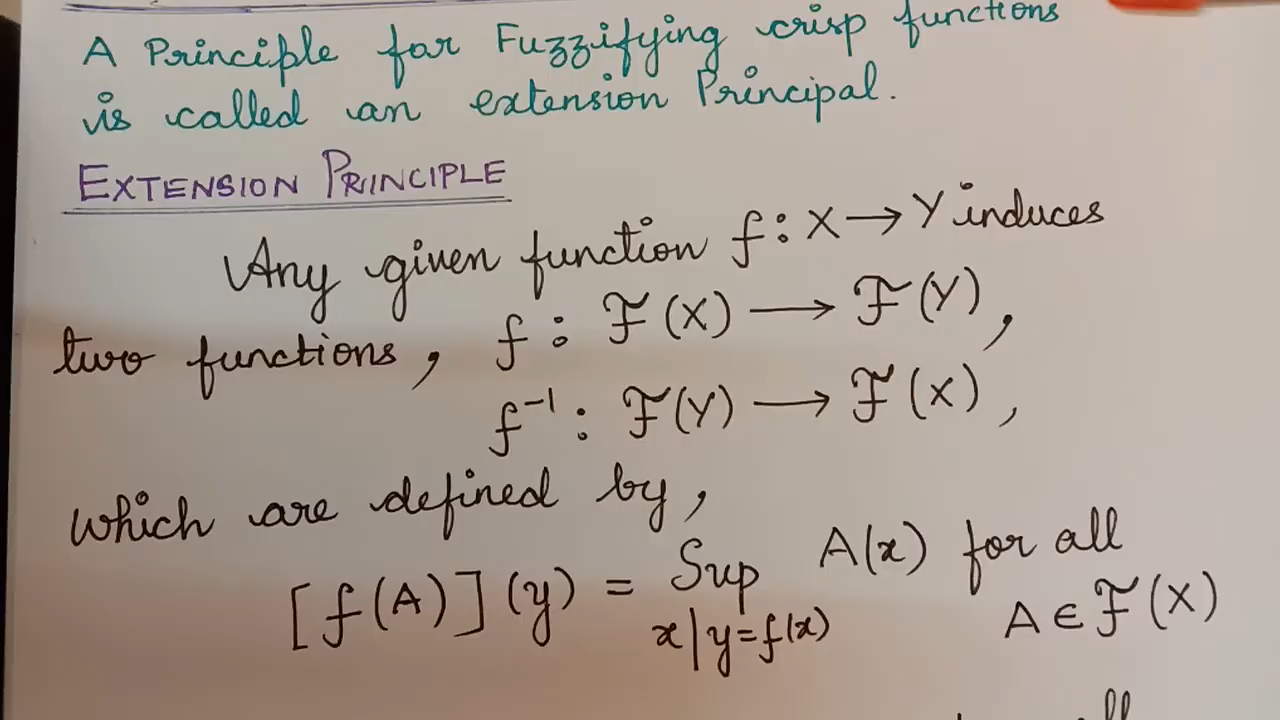 A Principle for Fuzzifying crisp functions
is called an extension Principal.
EXTENSION PRINCIPLE
Any given function f : X → Y induces
two functions, f : ℱ(X) → ℱ(Y),
f⁻¹ : ℱ(Y) → ℱ(X),
which are defined by,
[f(A)](y) = Sup A(x) for all
x|y=f(x) A ∈ ℱ(X)